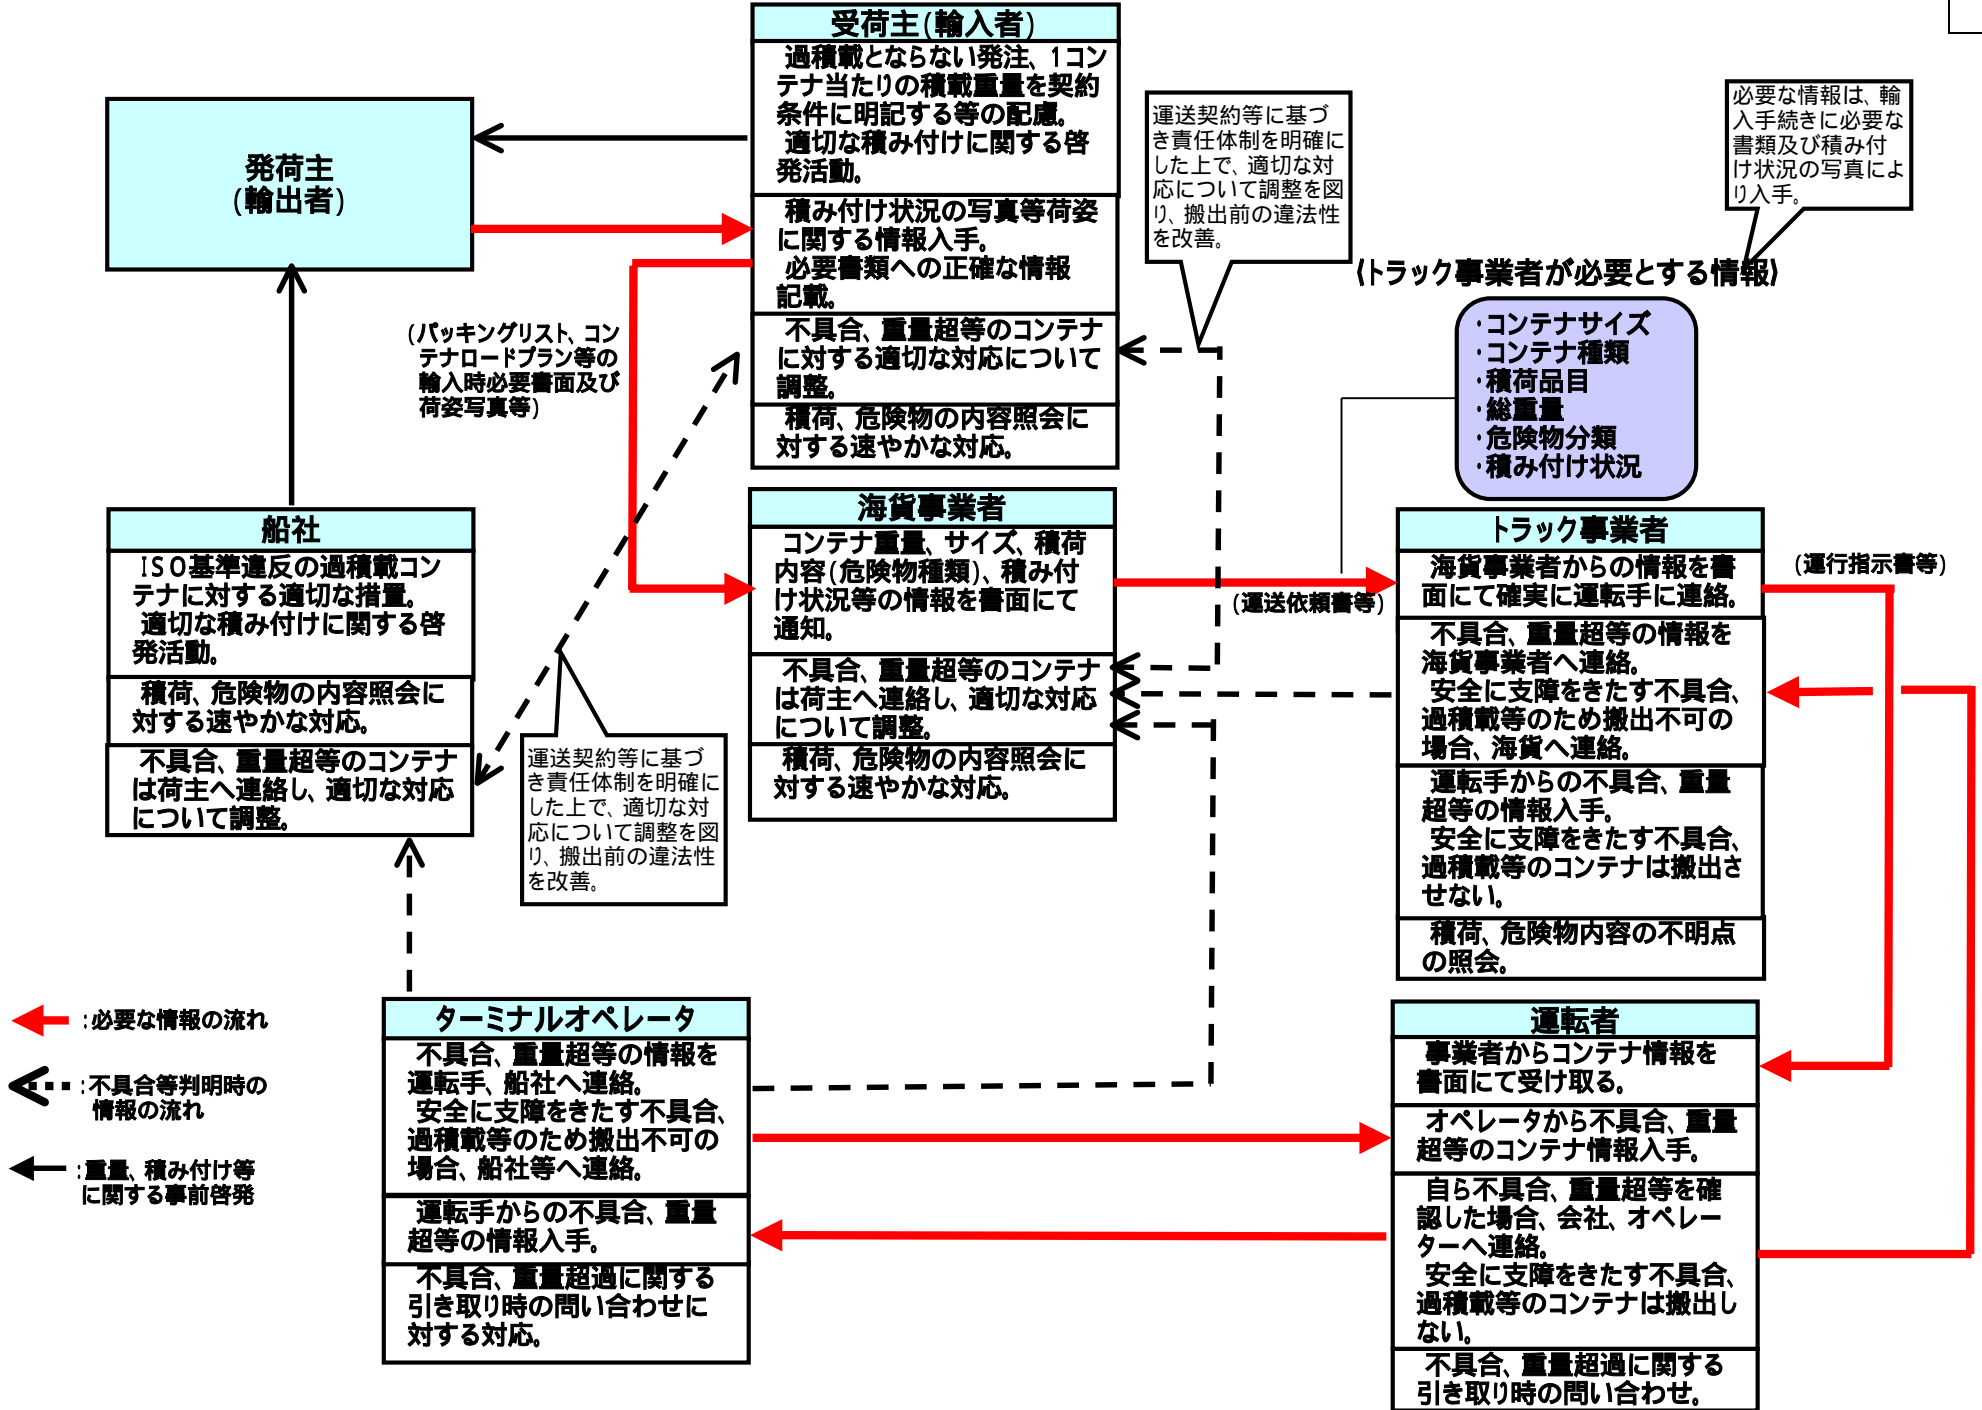 受荷主(輸入者)
過積載とならない発注、1コン
テナ当たりの積載重量を契約
条件に明記する等の配慮。
適切な積み付けに関する啓
発活動。
積み付け状況の写真等荷姿
に関する情報入手。
必要書類への正確な情報
記載。
不具合、重量超等のコンテナ
に対する適切な対応について
調整。
積荷、危険物の内容照会に
対する速やかな対応。
発荷主
(輸出者)
運送契約等に基づ
き責任体制を明確に
した上で、適切な対
応について調整を図
り、搬出前の違法性
を改善。
必要な情報は、輸
入手続きに必要な
書類及び積み付
け状況の写真によ
り入手。
〈トラック事業者が必要とする情報〉
・コンテナサイズ
・コンテナ種類
・積荷品目
・総重量
・危険物分類
・積み付け状況
(パッキングリスト、コン
テナロードプラン等の
輸入時必要書面及び
荷姿写真等)
船社
ISO基準違反の過積載コン
テナに対する適切な措置。
適切な積み付けに関する啓
発活動。
積荷、危険物の内容照会に
対する速やかな対応。
不具合、重量超等のコンテナ
は荷主へ連絡し、適切な対応
について調整。
海貨事業者
コンテナ重量、サイズ、積荷
内容(危険物種類)、積み付
け状況等の情報を書面にて
通知。
不具合、重量超等のコンテナ
は荷主へ連絡し、適切な対応
について調整。
積荷、危険物の内容照会に
対する速やかな対応。
運送契約等に基づ
き責任体制を明確に
した上で、適切な対
応について調整を図
り、搬出前の違法性
を改善。
(運送依頼書等)
トラック事業者
海貨事業者からの情報を書
面にて確実に運転手に連絡。
不具合、重量超等の情報を
海貨事業者へ連絡。
安全に支障をきたす不具合、
過積載等のため搬出不可の
場合、海貨へ連絡。
運転手からの不具合、重量
超等の情報入手。
安全に支障をきたす不具合、
過積載等のコンテナは搬出さ
せない。
積荷、危険物内容の不明点
の照会。
(運行指示書等)
:必要な情報の流れ
:不具合等判明時の
情報の流れ
:重量、積み付け等
に関する事前啓発
ターミナルオペレータ
不具合、重量超等の情報を
運転手、船社へ連絡。
安全に支障をきたす不具合、
過積載等のため搬出不可の
場合、船社等へ連絡。
運転手からの不具合、重量
超等の情報入手。
不具合、重量超過に関する
引き取り時の問い合わせに
対する対応。
運転者
事業者からコンテナ情報を
書面にて受け取る。
オペレータから不具合、重量
超等のコンテナ情報入手。
自ら不具合、重量超等を確
認した場合、会社、オペレー
ターへ連絡。
安全に支障をきたす不具合、
過積載等のコンテナは搬出し
ない。
不具合、重量超過に関する
引き取り時の問い合わせ。